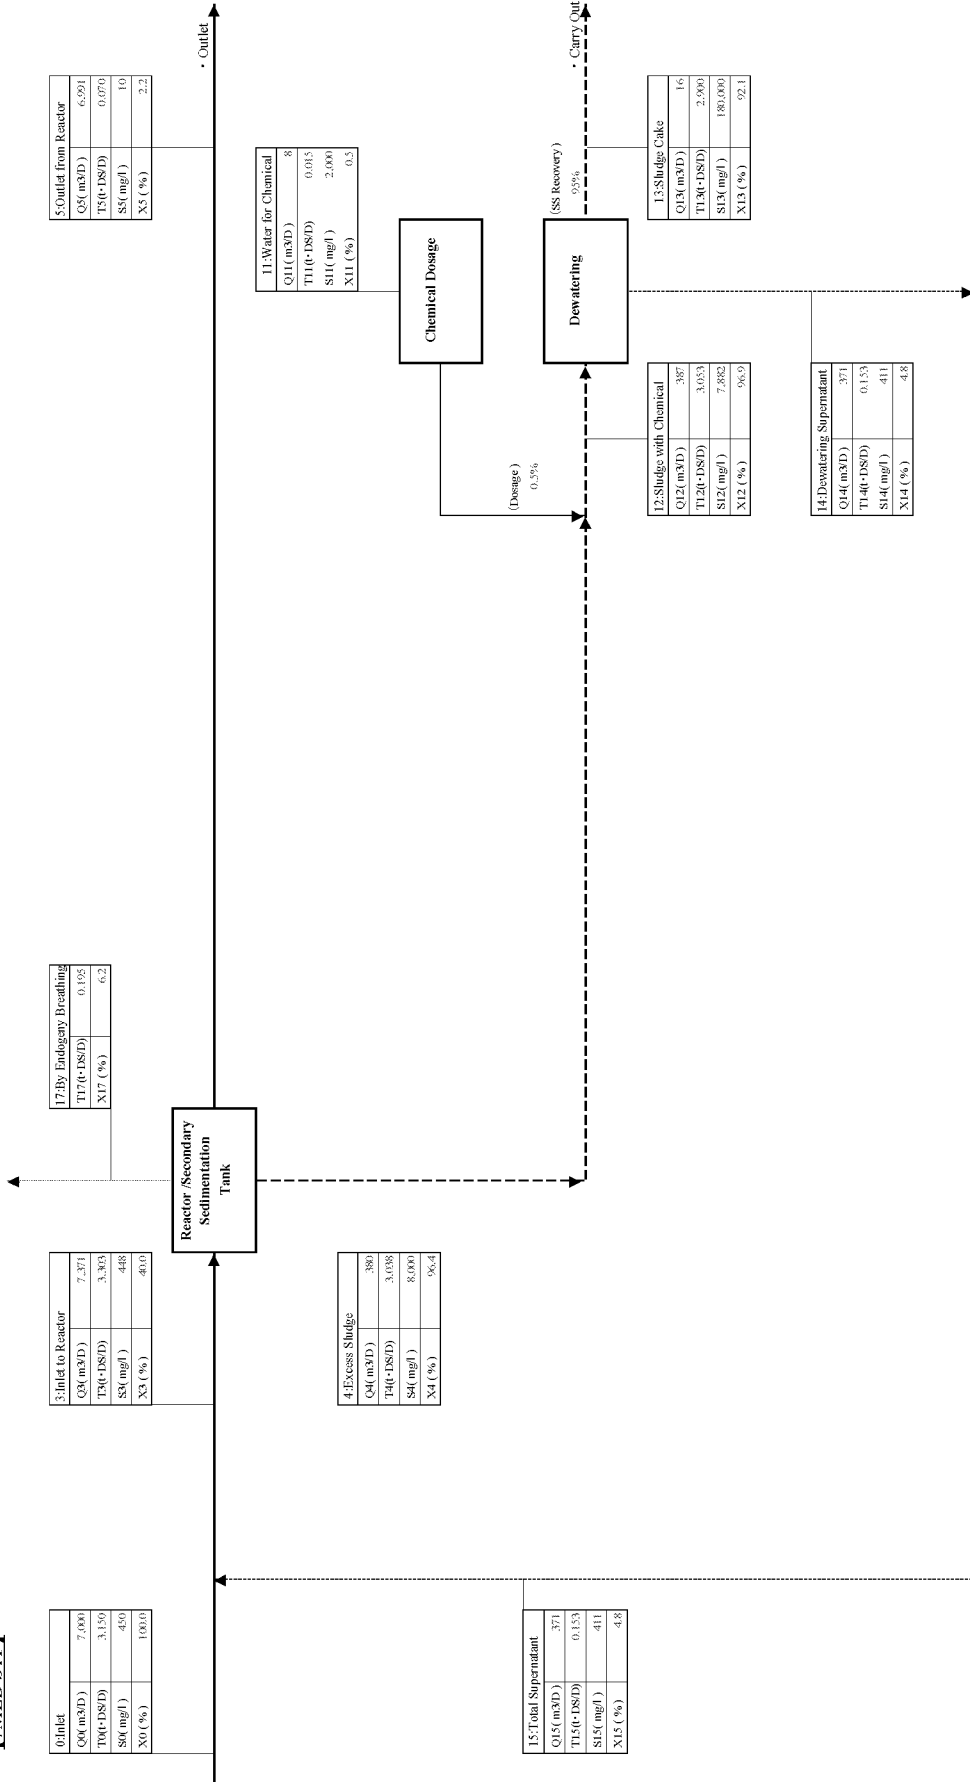 0:Inlet
Q0( m3/D ) 7,000
T0(t・DS/D) 3.150
S0( mg/l ) 450
X0 ( % ) 100.0
3:Inlet to Reactor
Q3( m3/D ) 7,371
T3(t・DS/D) 3.303
S3( mg/l ) 448
X3 ( % ) 40.0
17:By Endogeny Breathing
T17(t・DS/D) 0.195
X17 ( % ) 6.2
5:Outlet from Reactor
Q5( m3/D ) 6,991
T5(t・DS/D) 0.070
S5( mg/l ) 10
X5 ( % ) 2.2
Reactor /Secondary
Sedimentation
Tank
・ Outlet
11:Water for Chemical
Q11( m3/D ) 8
T11(t・DS/D) 0.015
S11( mg/l ) 2,000
X11 ( % ) 0.5
4:Excess Sludge
Q4( m3/D ) 380
T4(t・DS/D) 3.038
S4( mg/l ) 8,000
X4 ( % ) 96.4
Chemical Dosage
(Dosage )
0.5%
(SS Recovery )
95%
Dewatering
・ Carry Out
15:Total Supernatant
Q15( m3/D ) 371
T15(t・DS/D) 0.153
S15( mg/l ) 411
X15 ( % ) 4.8
12:Sludge with Chemical
Q12( m3/D ) 387
T12(t・DS/D) 3.053
S12( mg/l ) 7,882
X12 ( % ) 96.9
13:Sludge Cake
Q13( m3/D ) 16
T13(t・DS/D) 2.900
S13( mg/l ) 180,000
X13 ( % ) 92.1
14:Dewatering Supernatant
Q14( m3/D ) 371
T14(t・DS/D) 0.153
S14( mg/l ) 411
X14 ( % ) 4.8